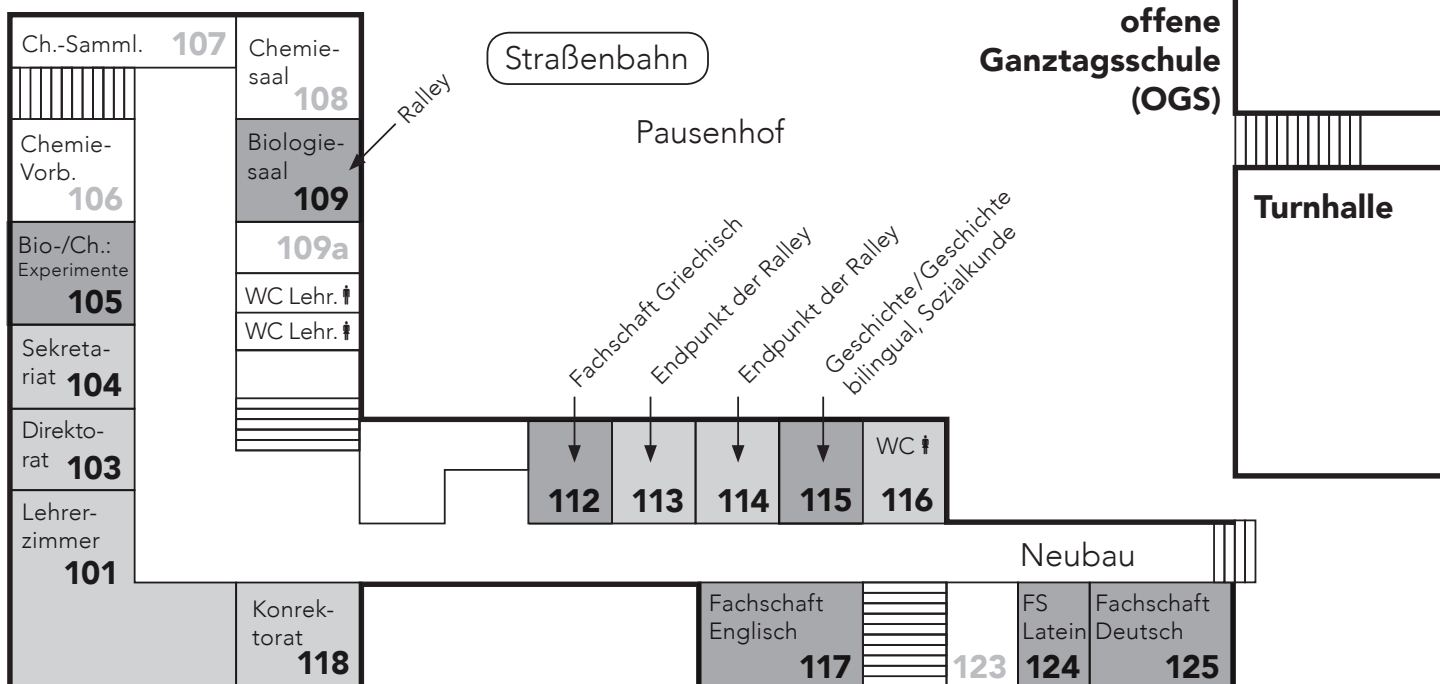 Ch.-Samml. 107
Chemie-
saal
108
Straßenbahn
offene
Ganztagsschule
(OGS)
Ralley
Pausenhof
Chemie-
Vorb.
106
Biologie-
saal
109
Turnhalle
Bio-/Ch.:
Experimente
105
109a
WC Lehr.
WC Lehr.
Fachschaft Griechisch
Endpunkt der Ralley
Endpunkt der Ralley
Geschichte/Geschichte
bilingual, Sozialkunde
Sekreta-
riat 104
Direkto-
rat 103
Lehrer-
zimmer
101
112
113
114
115
WC
116
Neubau
Konrek-
torat
118
Fachschaft
Englisch
117
123
FS
Latein
124
Fachschaft
Deutsch
125